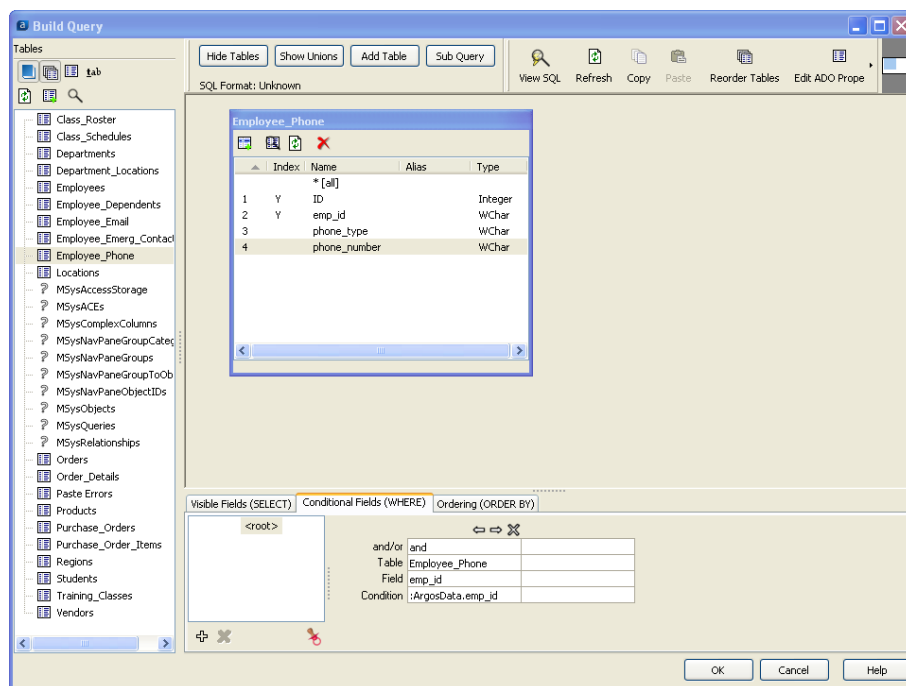 Build Query
Tables
tab
Hide Tables Show Unions Add Table Sub Query
SQL Format: Unknown
View SQL Refresh Copy Paste Reorder Tables Edit ADO Prope
Class_Roster
Class_Schedules
Departments
Department_Locations
Employees
Employee_Dependents
Employee_Email
Employee_Emerg_Contact
Employee_Phone
Locations
MSysAccessStorage
MSysACEs
MSysComplexColumns
MSysNavPaneGroupCateg
MSysNavPaneGroups
MSysNavPaneGroupToOb
MSysNavPaneObjectIDs
MSysObjects
MSysQueries
MSysRelationships
Orders
Order_Details
Paste Errors
Products
Purchase_Orders
Purchase_Order_Items
Regions
Students
Training_Classes
Vendors
Employee_Phone
Index Name Alias Type
* [all]
1 Y ID Integer
2 Y emp_id WChar
3 phone_type WChar
4 phone_number WChar
Visible Fields (SELECT) Conditional Fields (WHERE) Ordering (ORDER BY)
<root>
and/or and
Table Employee_Phone
Field emp_id
Condition :ArgosData.emp_id
OK Cancel Help